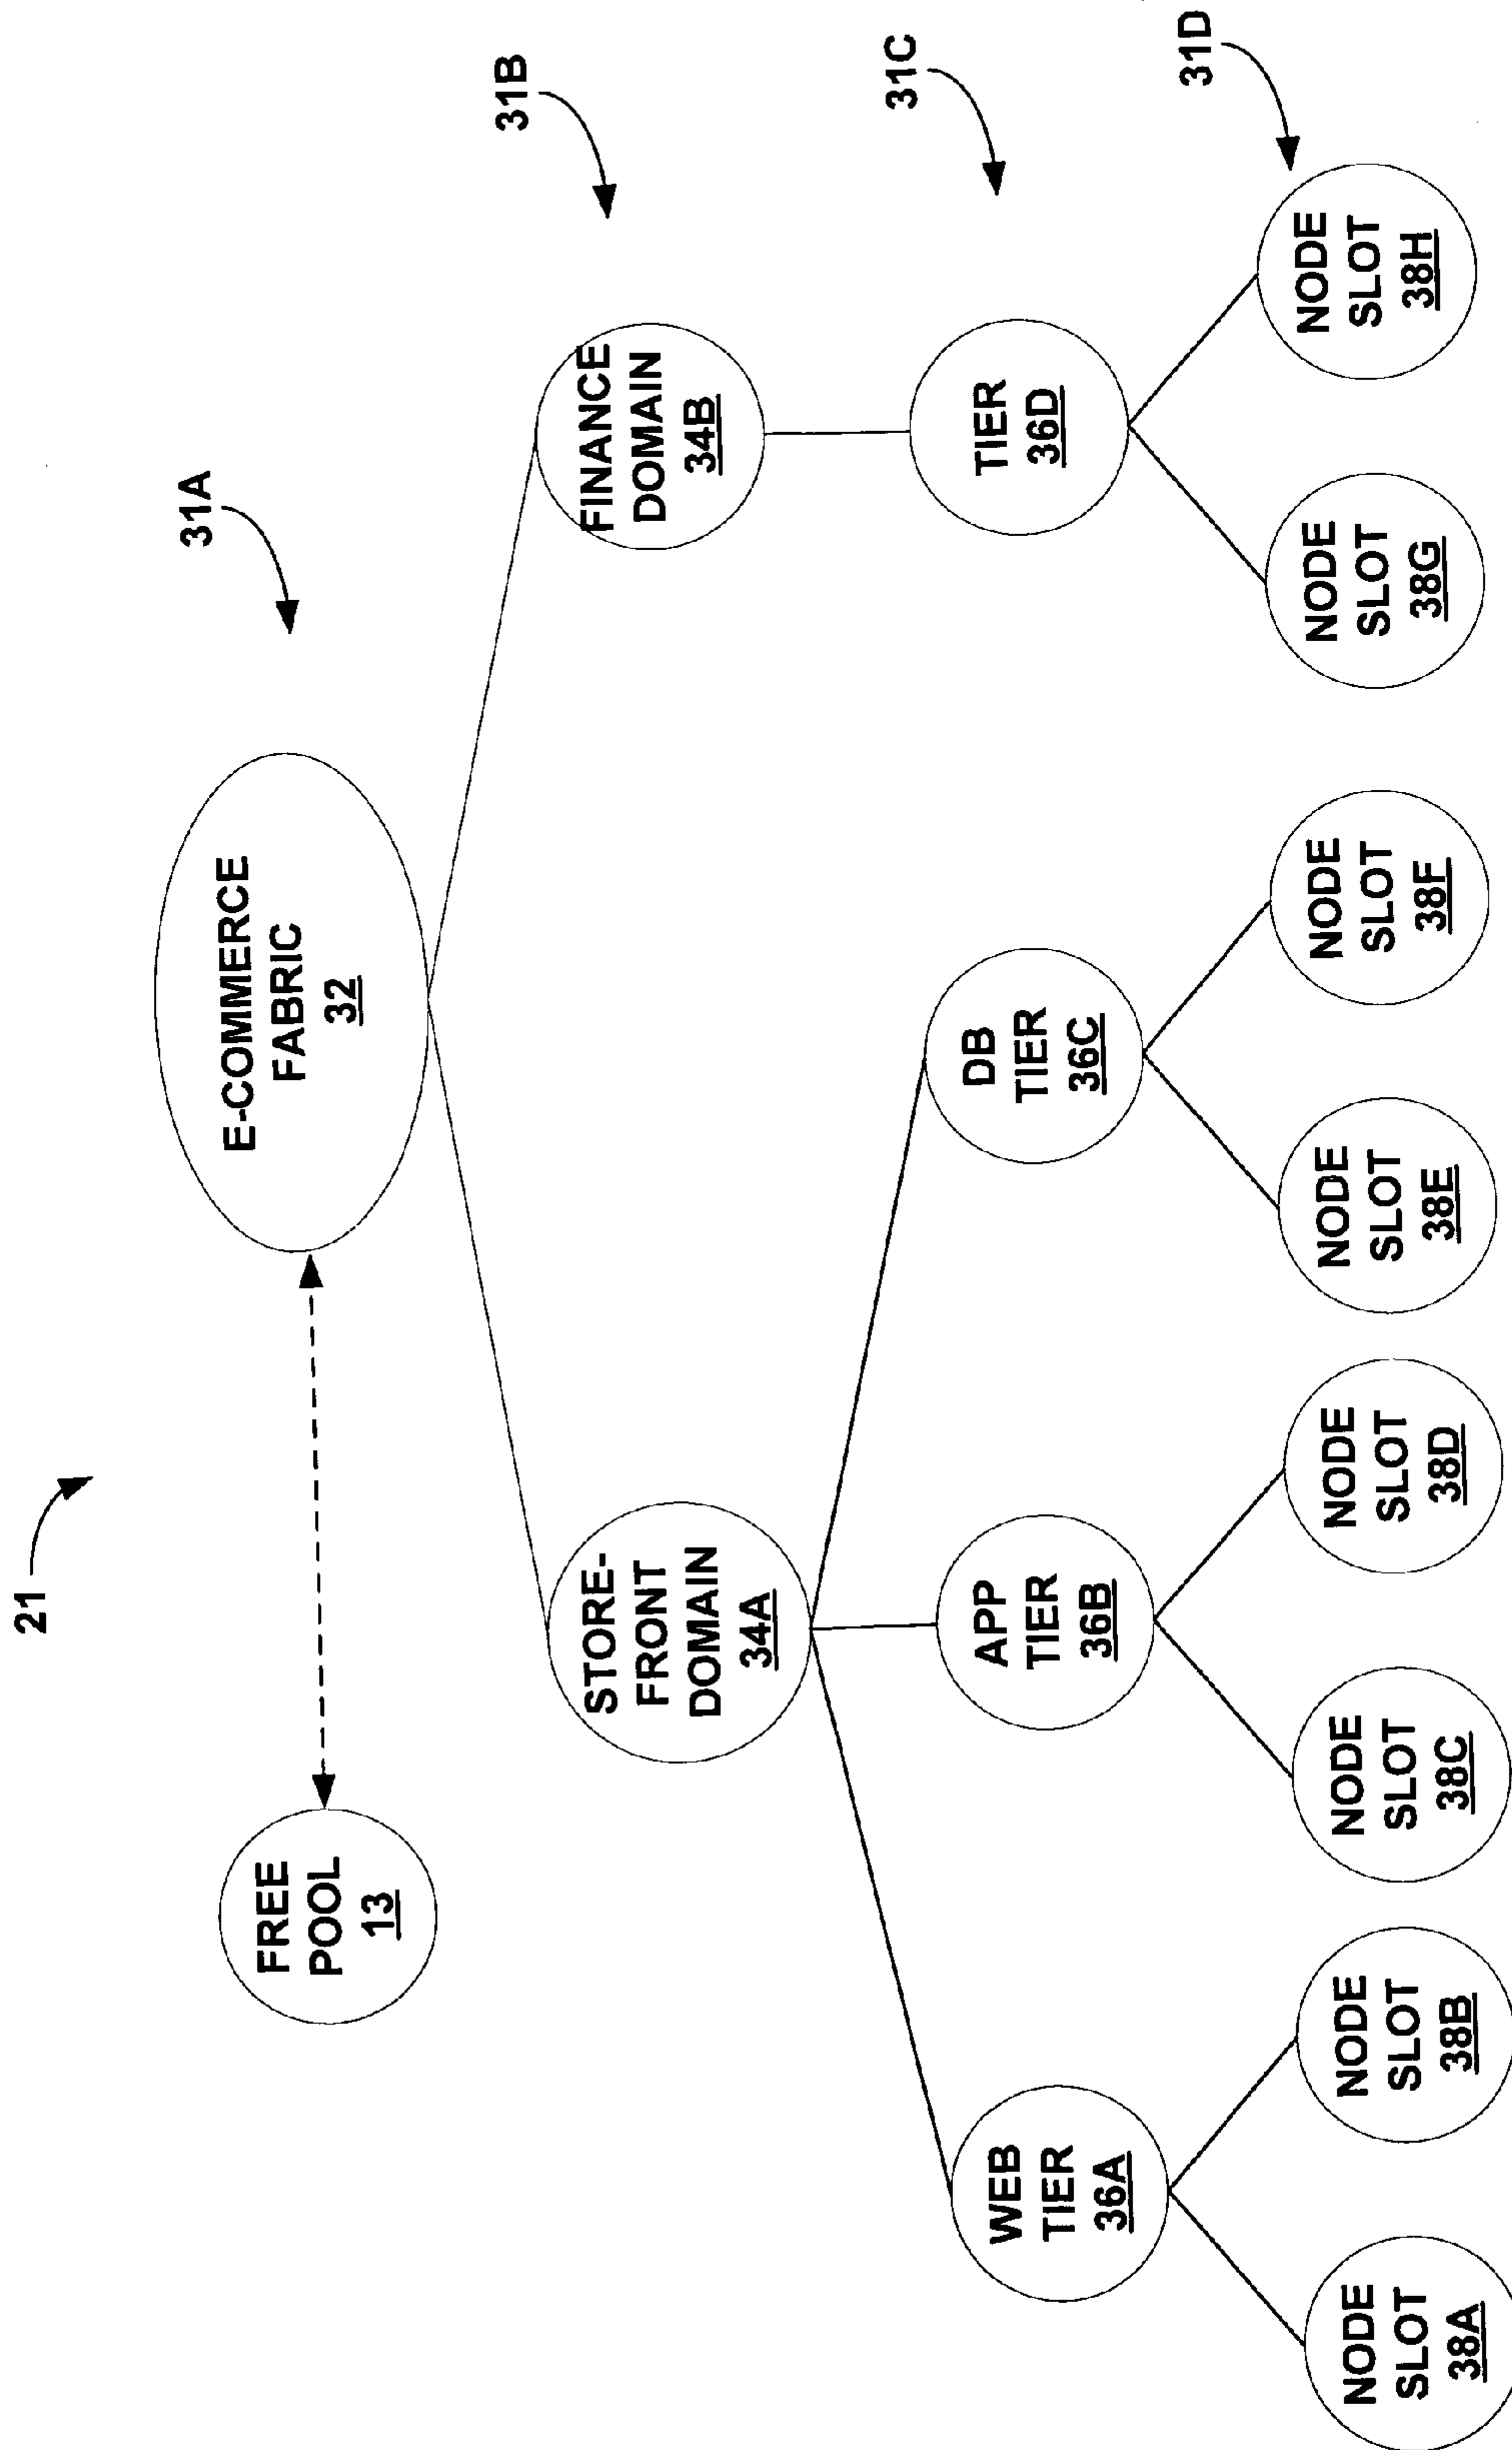 21
31A
31B
31C
31D
FREE
POOL
13
E-COMMERCE
FABRIC
32
STORE-
FRONT
DOMAIN
34A
FINANCE
DOMAIN
34B
WEB
TIER
36A
APP
TIER
36B
DB
TIER
36C
TIER
36D
NODE
SLOT
38A
NODE
SLOT
38B
NODE
SLOT
38C
NODE
SLOT
38D
NODE
SLOT
38E
NODE
SLOT
38F
NODE
SLOT
38G
NODE
SLOT
38H